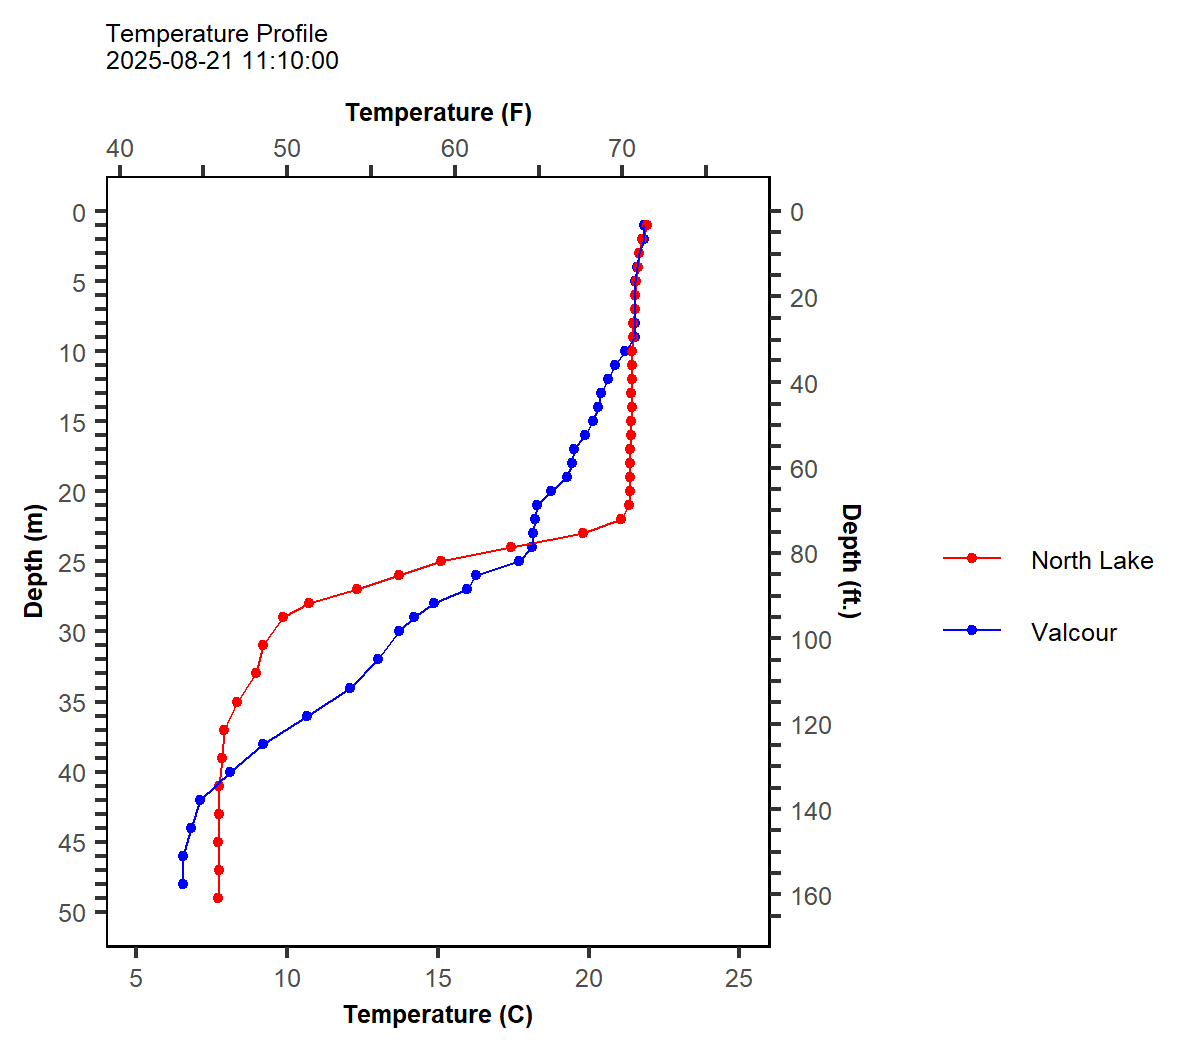 Temperature Profile
2025-08-21 11:10:00
Temperature (F)
40 50 60 70
0
5
10
15
20
25
30
35
40
45
50
Depth (m)
0
20
40
60
80
100
120
140
160
Depth (ft.)
North Lake
Valcour
5 10 15 20 25
Temperature (C)